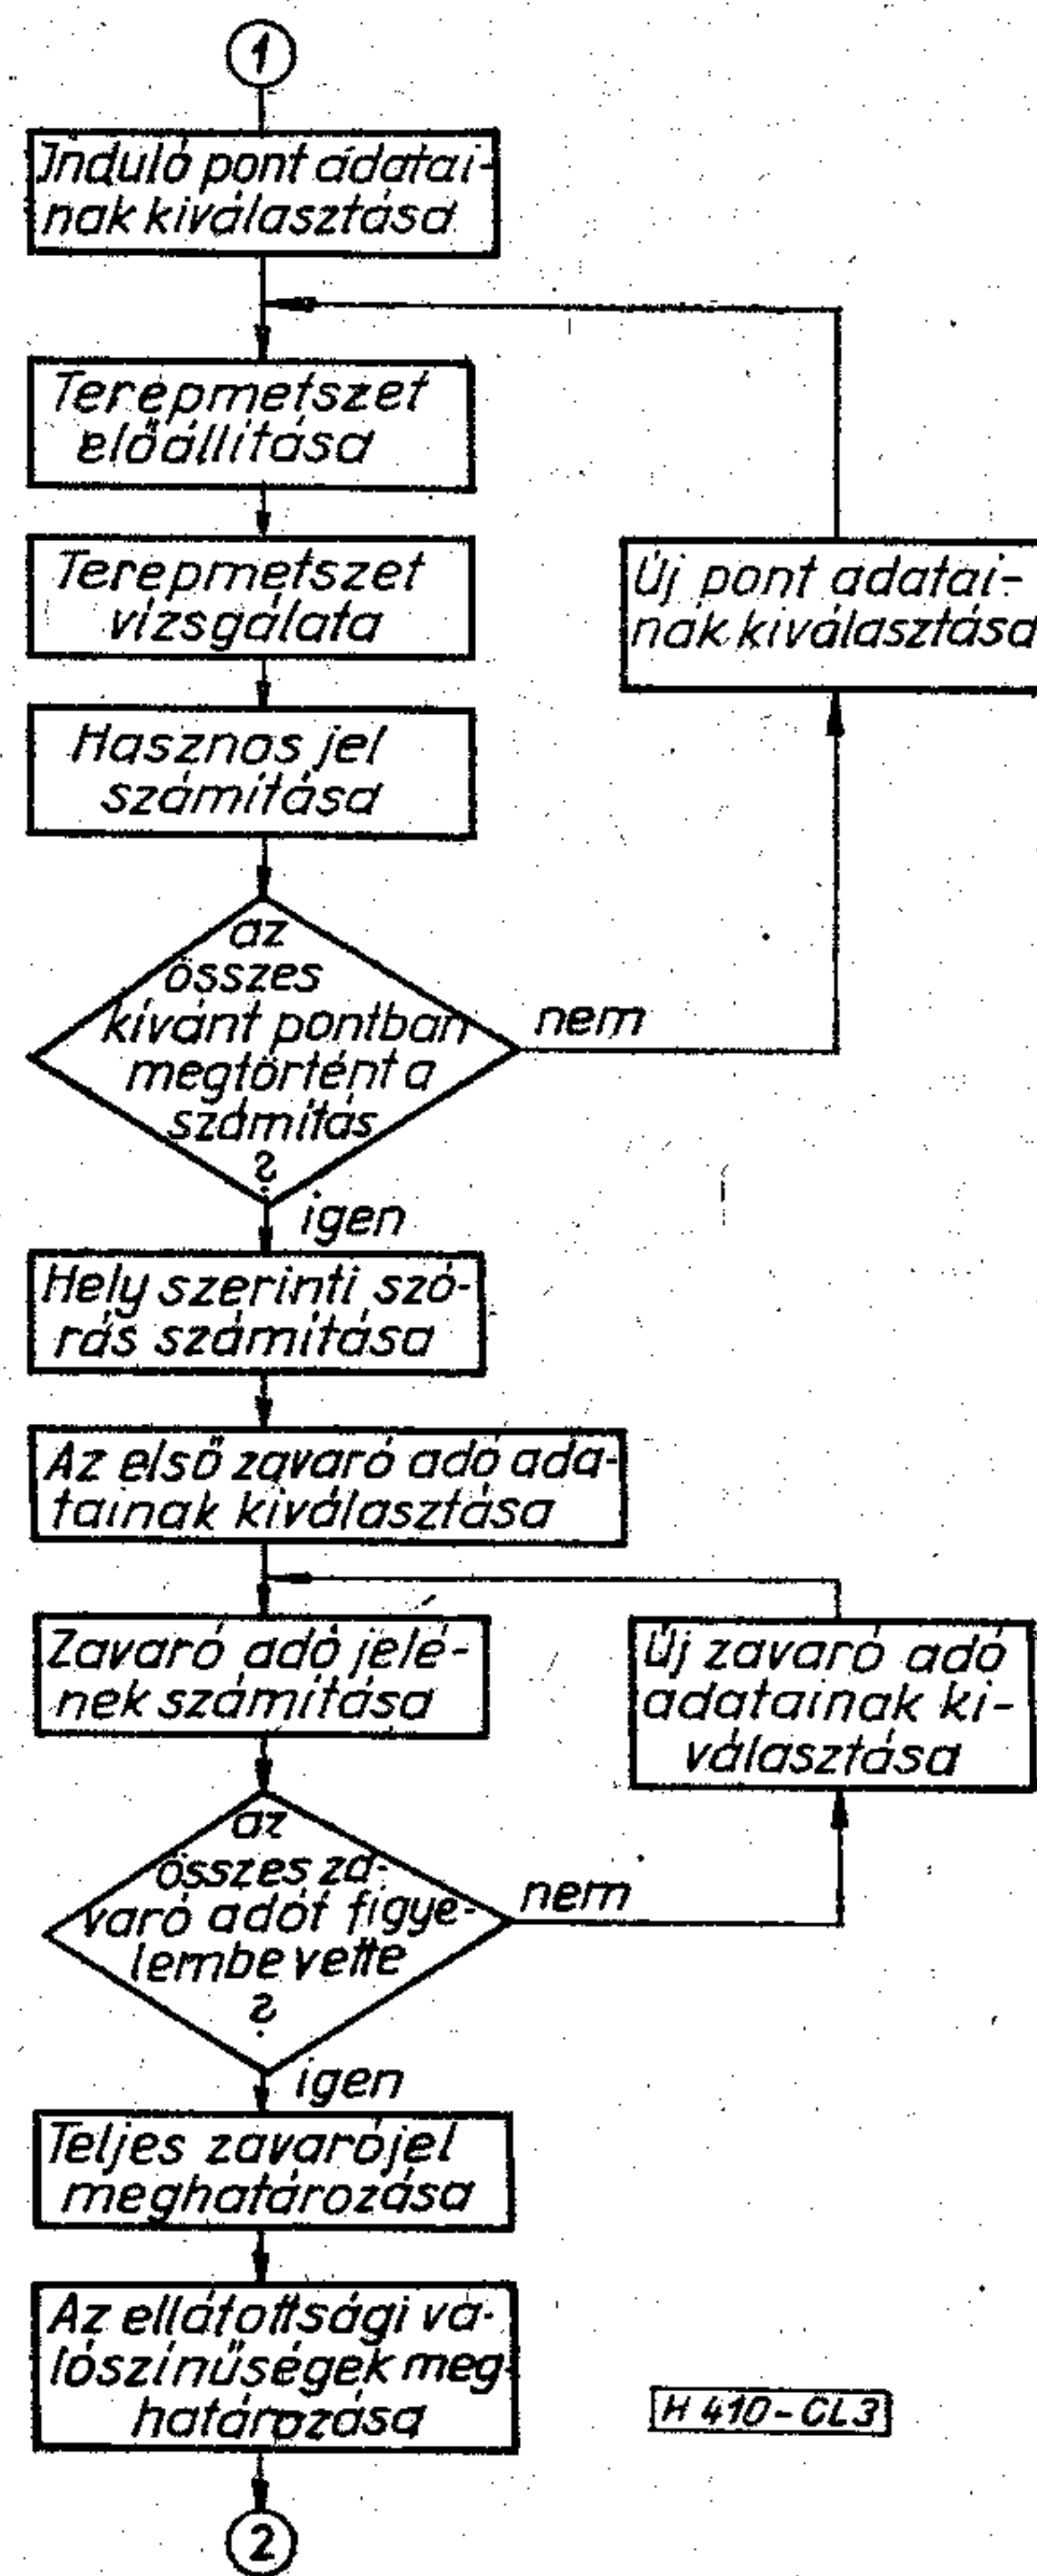 1
Induló pont adatai-
nak kiválasztása
Terepmetszet
előállítása
Terepmetszet
vizsgálata
Új pont adatai-
nak kiválasztása
Hasznos jel
számítása
az
összes
kívánt pontban
megtörtént a
számítás
?
nem
igen
Hely szerinti szó-
rás számítása
Az első zavaró adó ada-
tainak kiválasztása
Zavaró adó jelé-
nek számítása
Új zavaró adó
adatainak ki-
választása
az
összes za-
varó adót figye-
lembe vette
?
nem
igen
Teljes zavarójel
meghatározása
Az ellátottsági va-
lószínűségek meg-
határozása
H 410-GL3
2